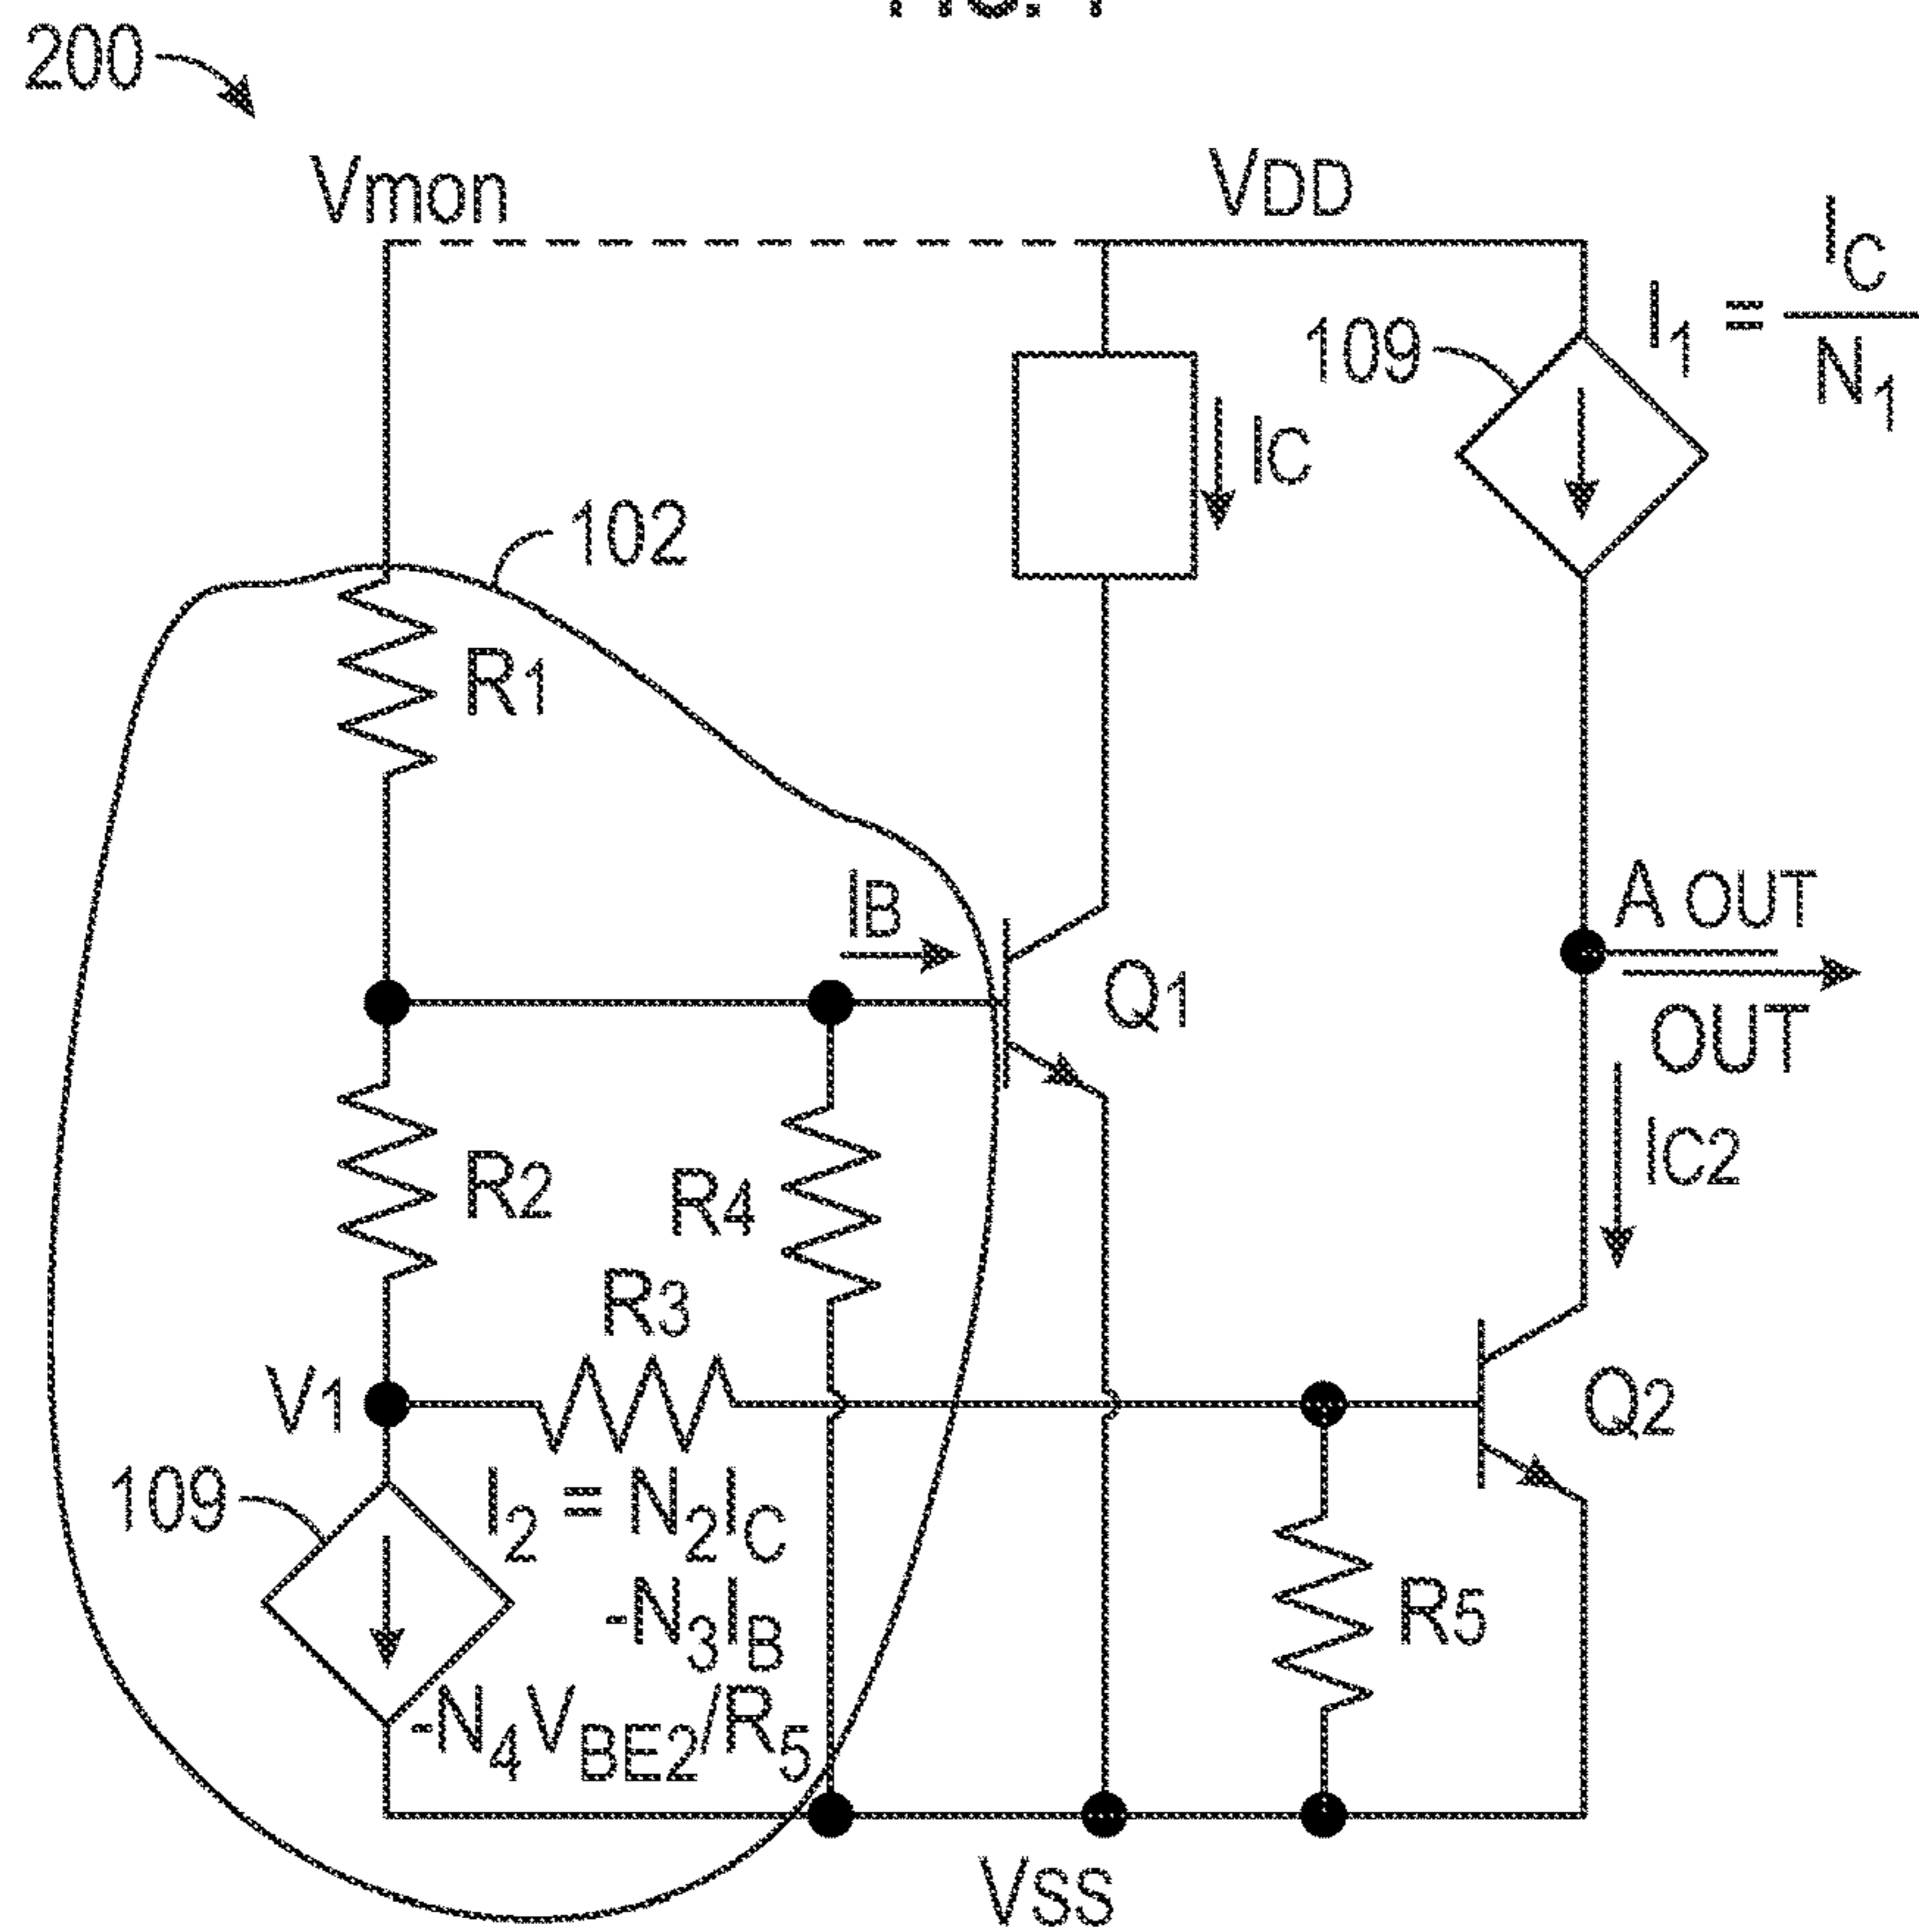 200
Vmon
VDD
I1 = IC/N1
109
IC
102
R1
IB
A OUT
Q1
OUT
IC2
R2
R4
R3
V1
Q2
109
I2 = N2IC
-N3IB
-N4VBE2/R5
R5
VSS